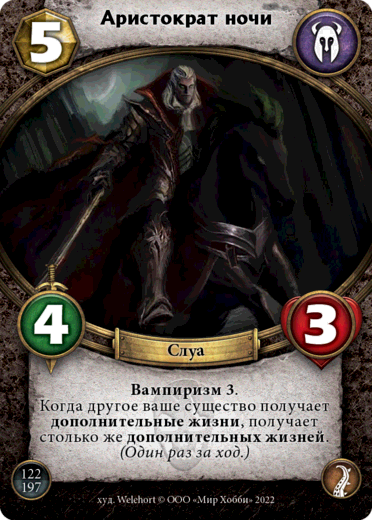 5
Аристократ ночи
4
3
Слуа
Вампиризм 3.
Когда другое ваше существо получает
дополнительные жизни, получает
столько же дополнительных жизней.
(Один раз за ход.)
122
197
худ. Welehort © ООО «Мир Хобби» 2022